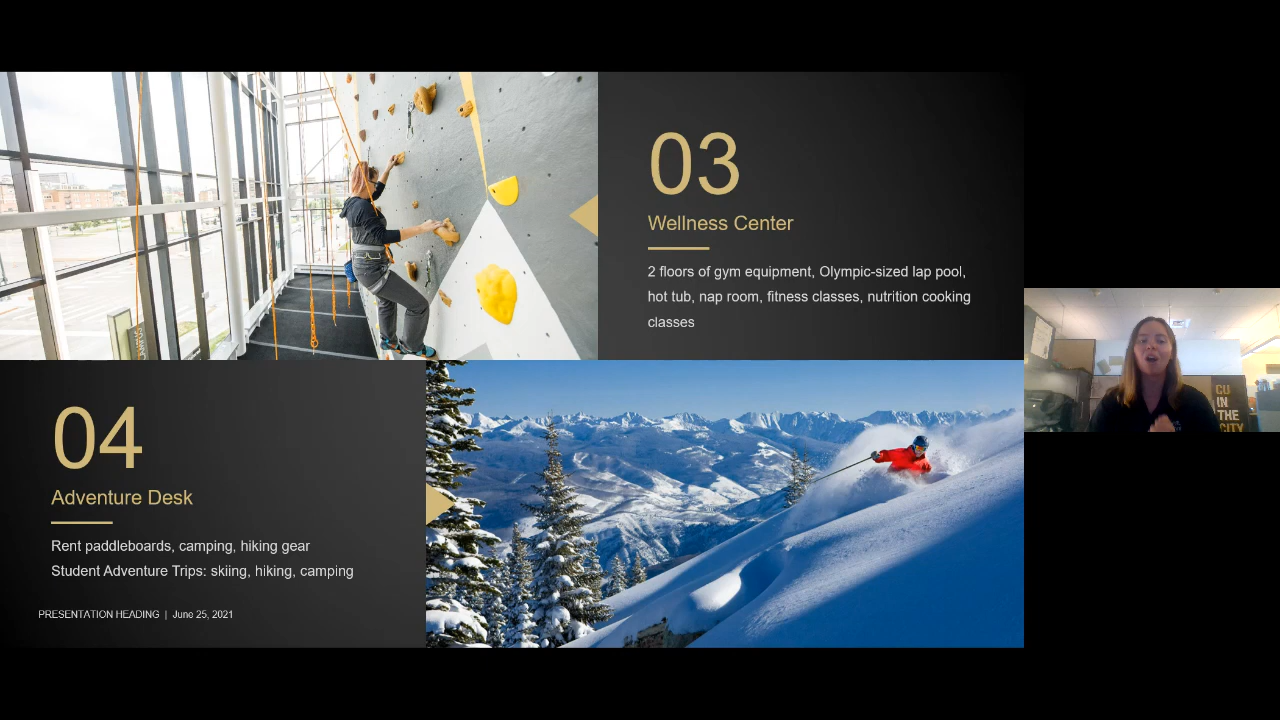 03
Wellness Center
2 floors of gym equipment, Olympic-sized lap pool,
hot tub, nap room, fitness classes, nutrition cooking
classes
04
Adventure Desk
Rent paddleboards, camping, hiking gear
Student Adventure Trips: skiing, hiking, camping
PRESENTATION HEADING | June 25, 2021
CU
IN
THE
CITY